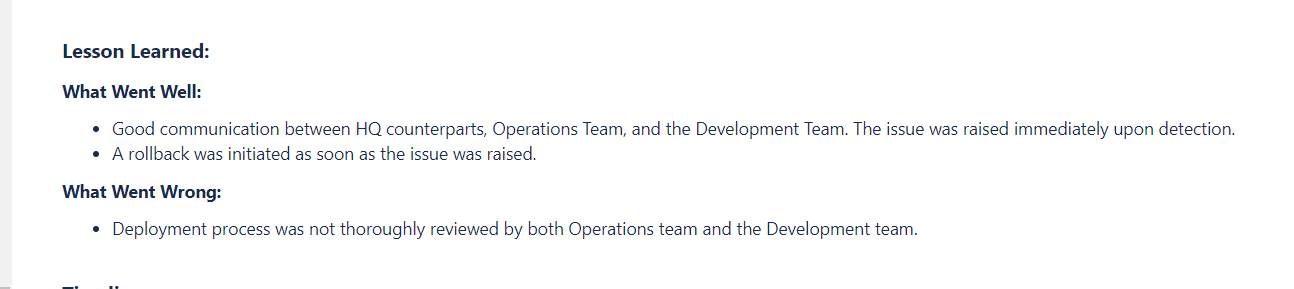 Lesson Learned:
What Went Well:
• Good communication between HQ counterparts, Operations Team, and the Development Team. The issue was raised immediately upon detection.
• A rollback was initiated as soon as the issue was raised.
What Went Wrong:
• Deployment process was not thoroughly reviewed by both Operations team and the Development team.